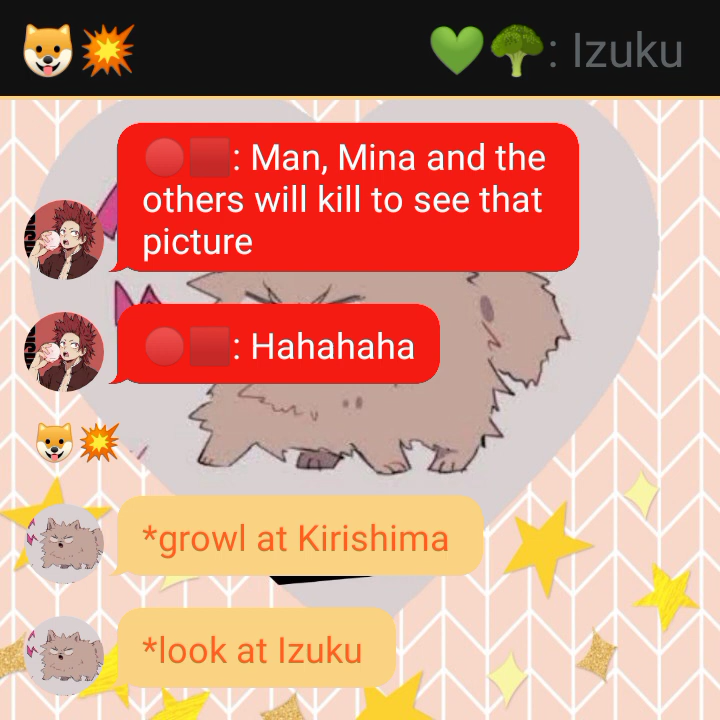 🐶💥
💚🥦: Izuku
🔴🟥: Man, Mina and the
others will kill to see that
picture
🔴🟥: Hahahaha
🐶💥
*growl at Kirishima
*look at Izuku